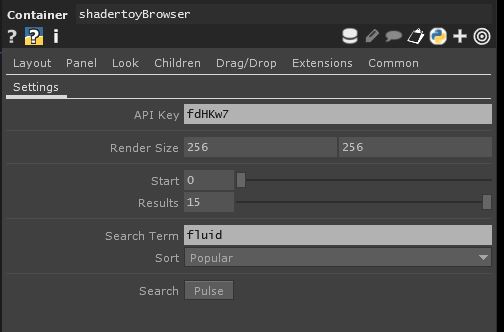 Container shadertoyBrowser
? ? i
Layout Panel Look Children Drag/Drop Extensions Common
Settings
API Key fdHKw7
Render Size 256 256
Start 0
Results 15
Search Term fluid
Sort Popular
Search Pulse